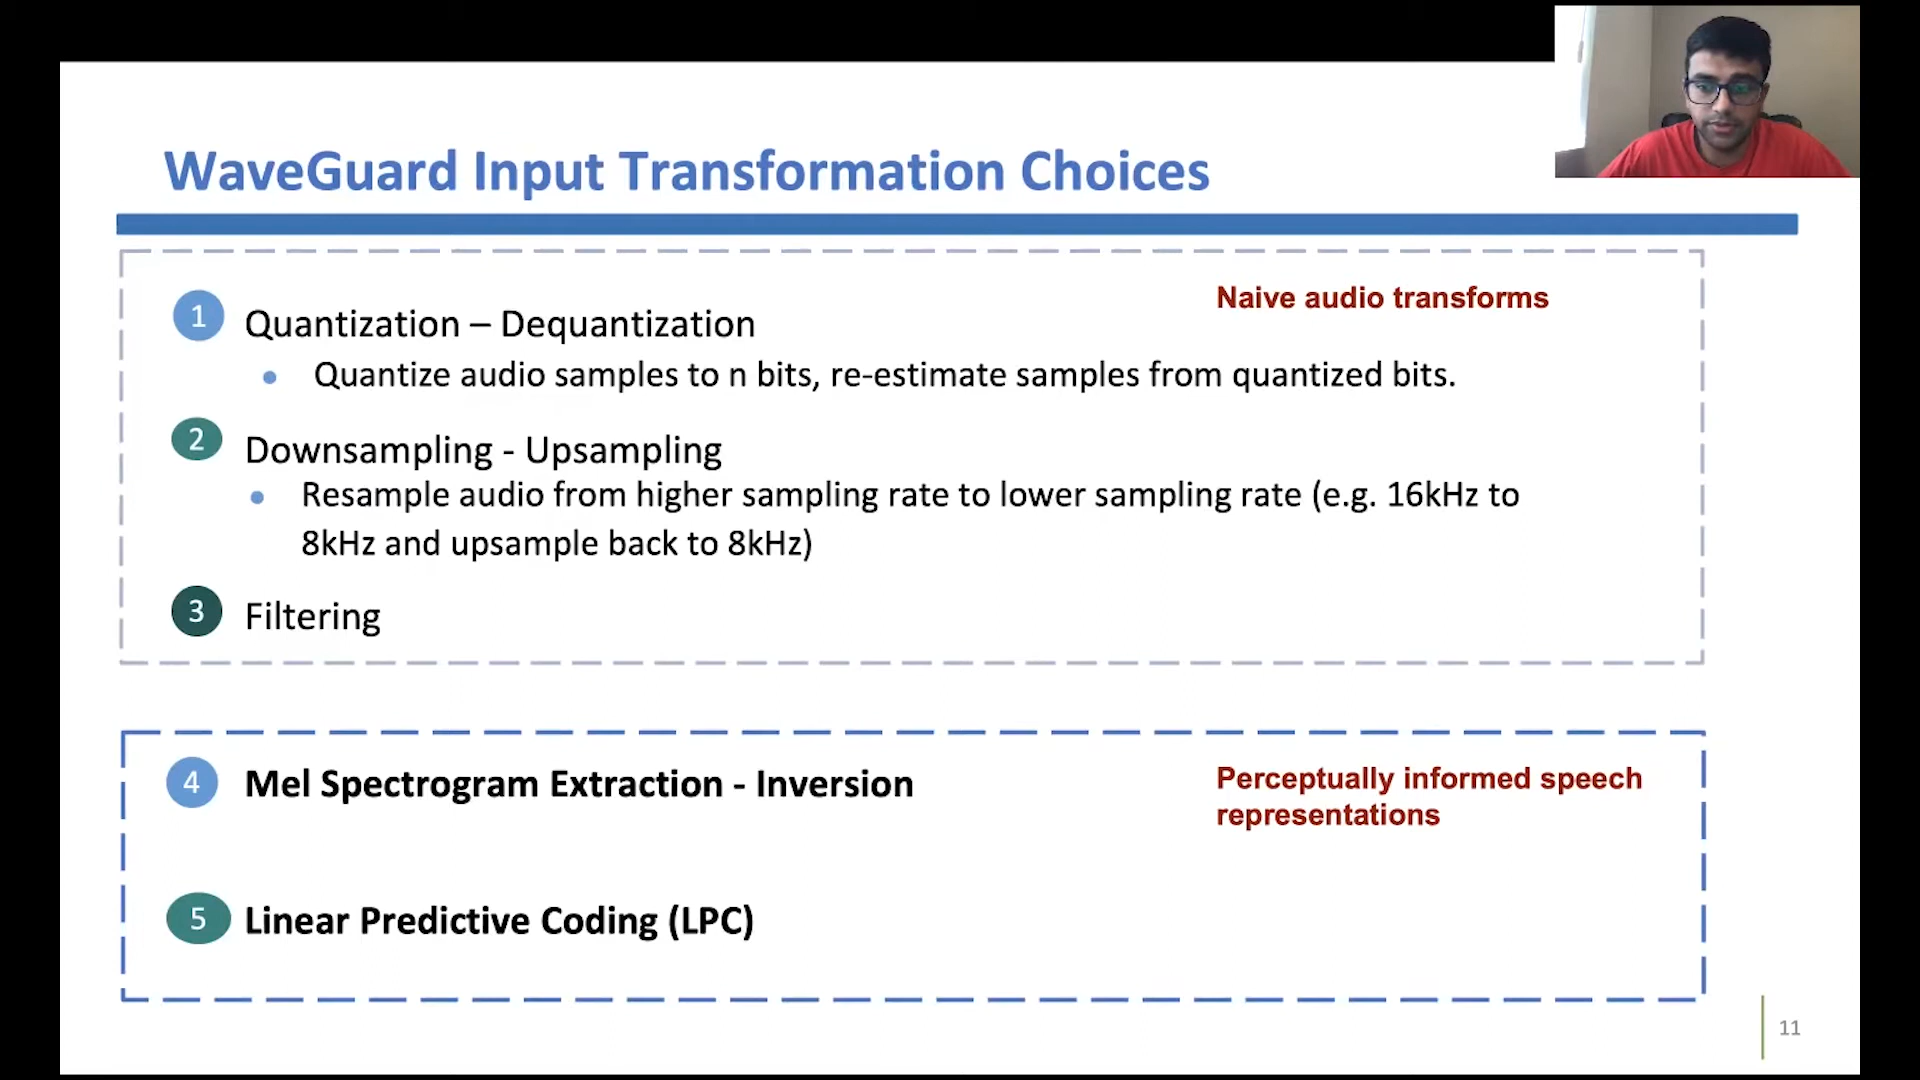 WaveGuard Input Transformation Choices
Naive audio transforms
1 Quantization – Dequantization
• Quantize audio samples to n bits, re-estimate samples from quantized bits.
2 Downsampling - Upsampling
• Resample audio from higher sampling rate to lower sampling rate (e.g. 16kHz to
8kHz and upsample back to 8kHz)
3 Filtering
4 Mel Spectrogram Extraction - Inversion
Perceptually informed speech
representations
5 Linear Predictive Coding (LPC)
11